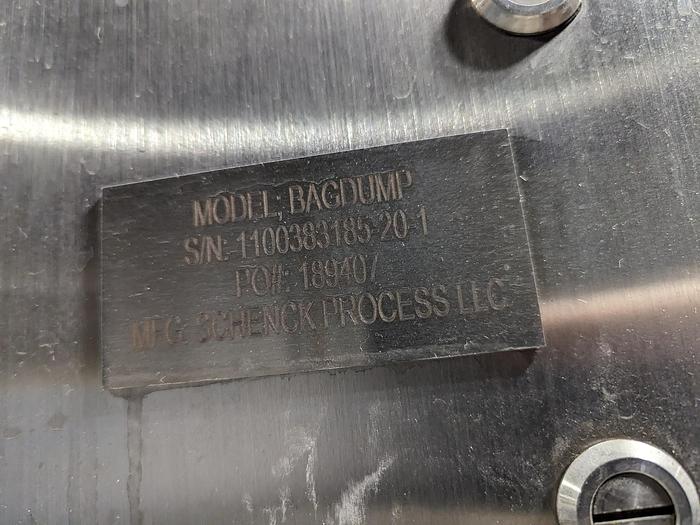 MODEL; BAGDUMP
S/N:-1100383185-20-1
PO#: 189407
MFG: SCHENCK PROCESS LLC